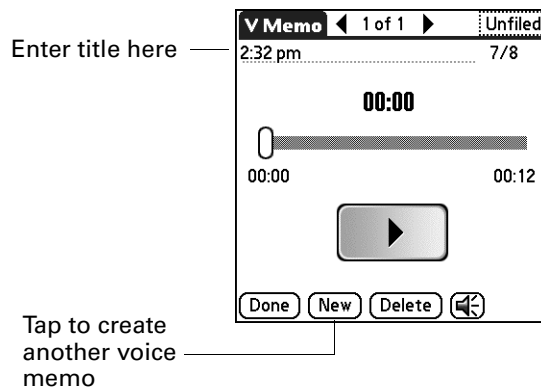 V Memo 1 of 1 Unfiled
Enter title here
2:32 pm 7/8
00:00
00:00 00:12
Done New Delete
Tap to create
another voice
memo